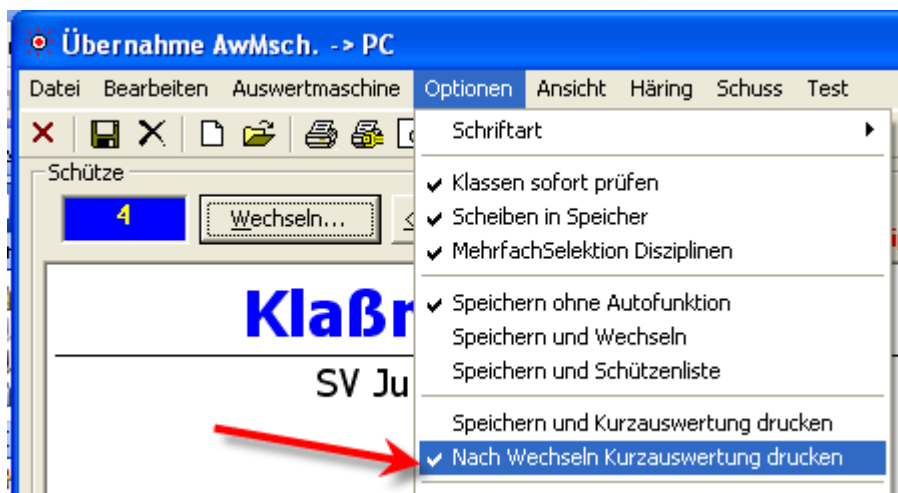 Übernahme AwMsch. -> PC
Datei Bearbeiten Auswertmaschine Optionen Ansicht Häring Schuss Test
Schriftart
Schütze
Klassen sofort prüfen
4 Wechseln...
Scheiben in Speicher
MehrfachSelektion Disziplinen
Klaßr
Speichern ohne Autofunktion
Speichern und Wechseln
SV Ju
Speichern und Schützenliste
Speichern und Kurzauswertung drucken
Nach Wechseln Kurzauswertung drucken